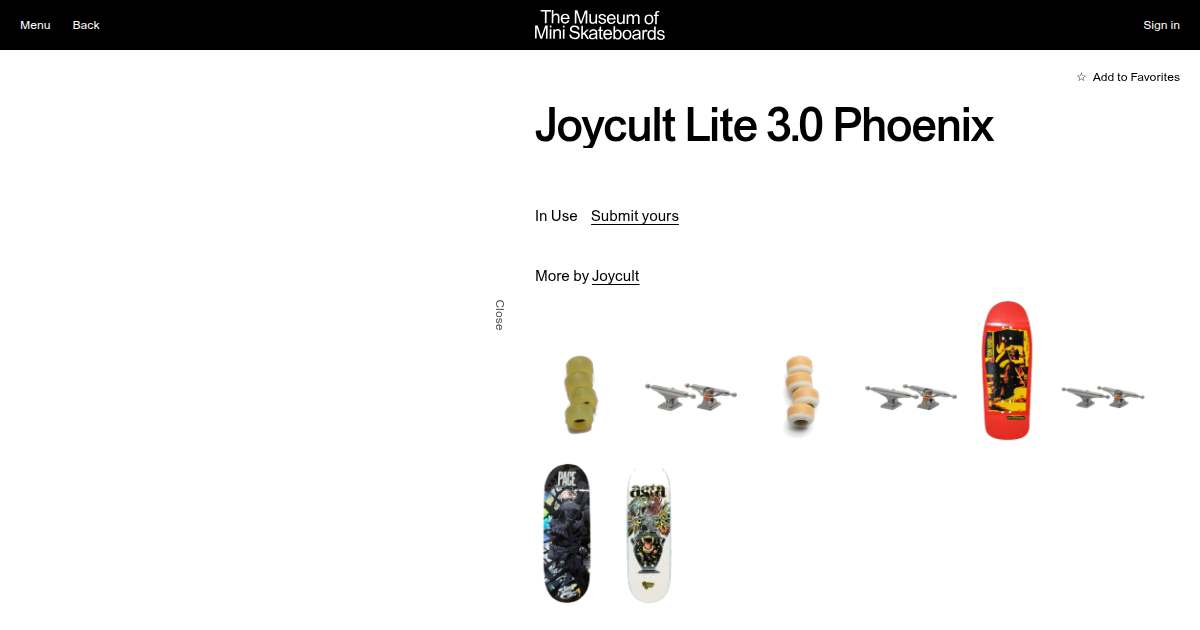 Menu
Back
The Museum of
Mini Skateboards
Sign in
☆ Add to Favorites
Joycult Lite 3.0 Phoenix
In Use
Submit yours
More by Joycult
Close
PACE
asta